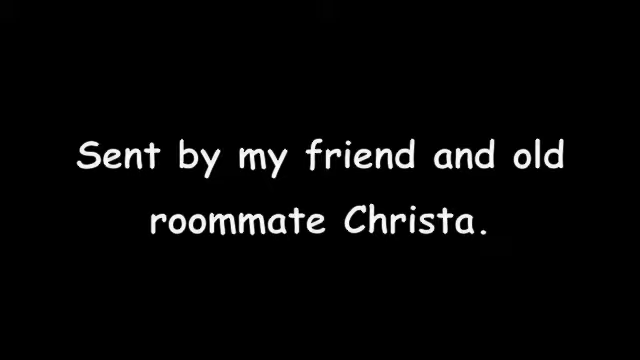 Sent by my friend and old
roommate Christa.